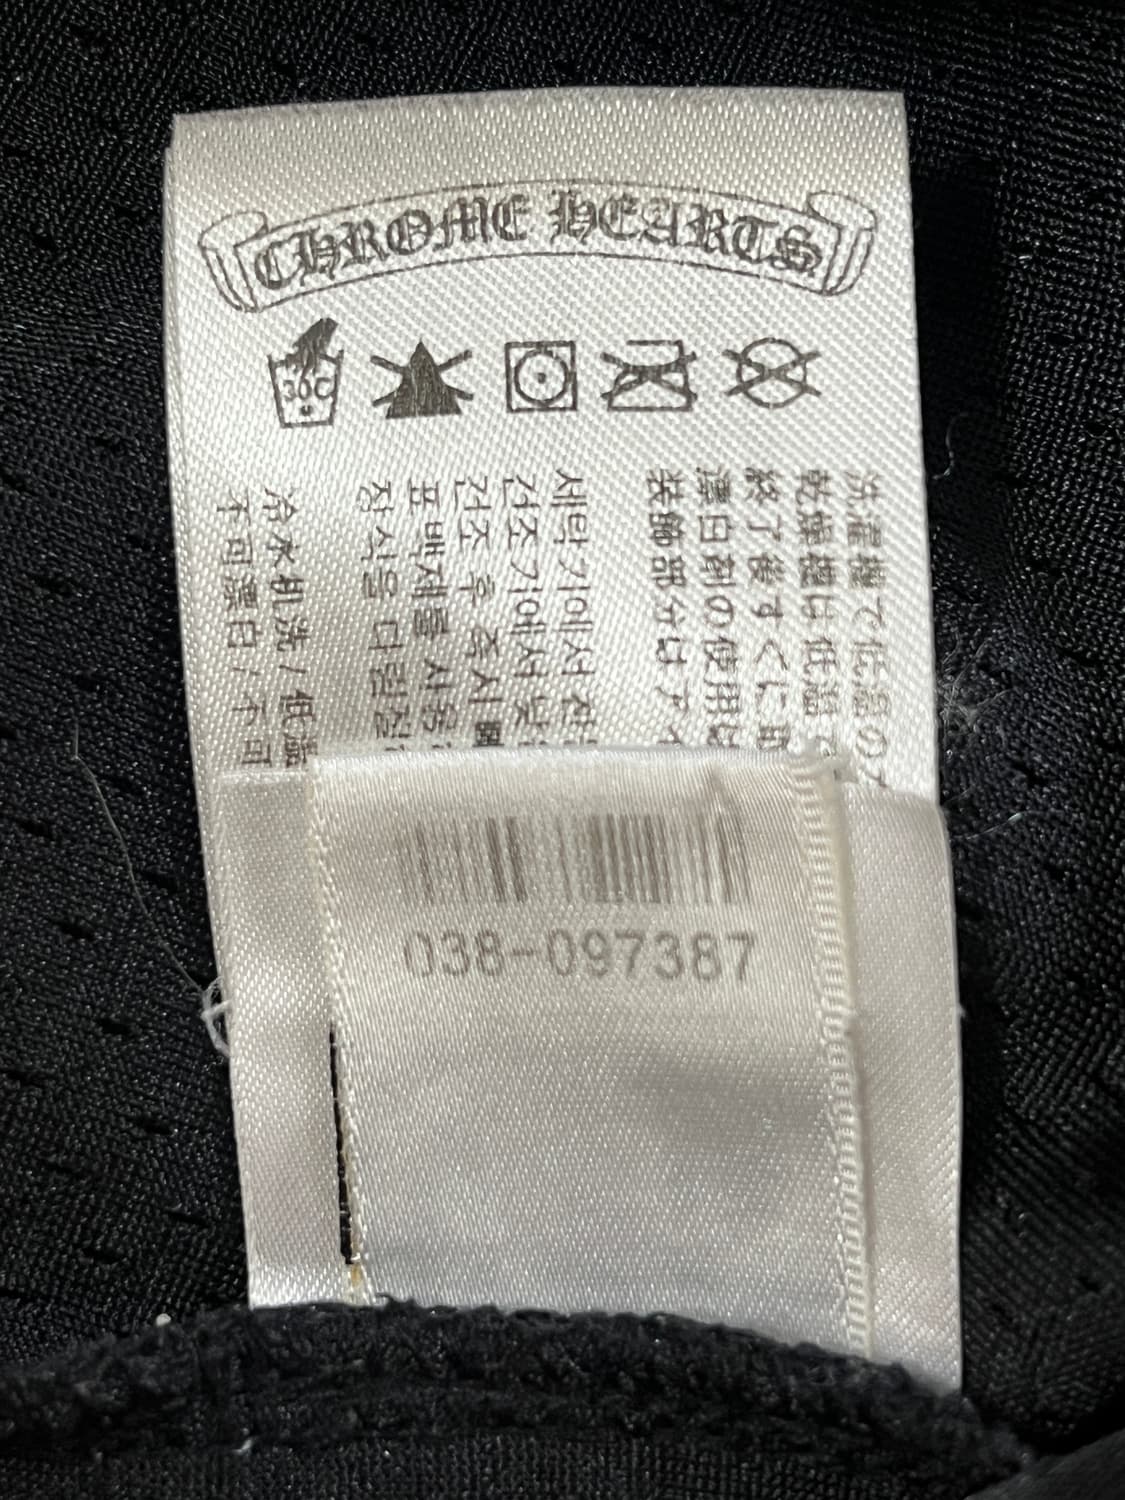 CHROME HEARTS
30C
洗濯機で低温の
乾燥機は低温
終了後すぐに取
漂白剤の使用は
装飾部分はアイ
세탁기에서 찬
건조기에서 낮은
건조 후 즉시
표백제를 사용
장식을 다림질
冷水机洗/低温
不可漂白/不可
038-097387